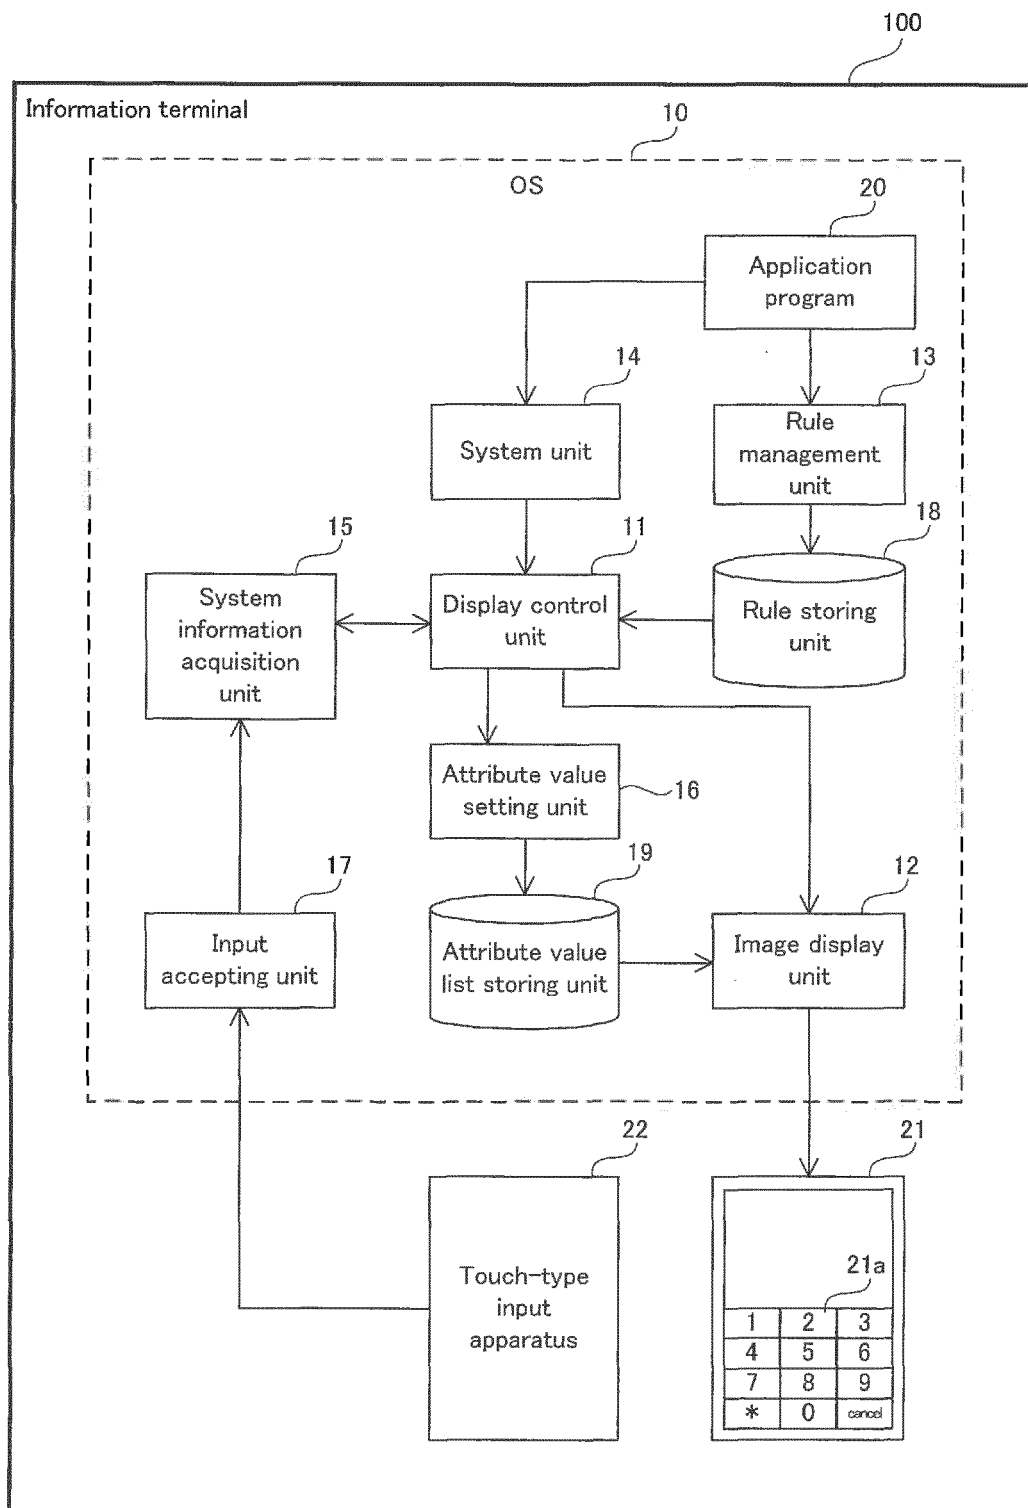 100
Information terminal
10
OS
20
Application
program
14
13
System unit
Rule
management
unit
15
11
18
System
information
acquisition
unit
Display control
unit
Rule storing
unit
Attribute value
setting unit
16
17
19
12
Input
accepting unit
Attribute value
list storing unit
Image display
unit
22
21
Touch-type
input
apparatus
21a
1 2 3
4 5 6
7 8 9
* 0 cancel